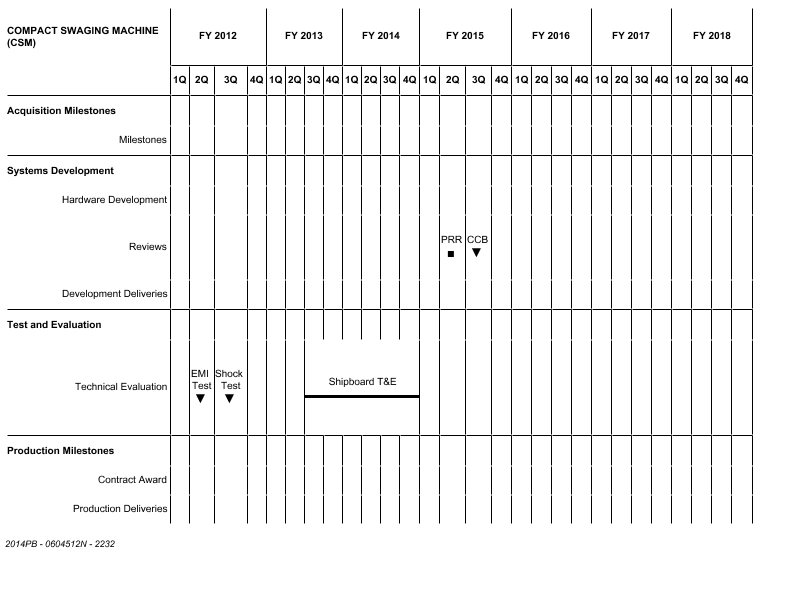 COMPACT SWAGING MACHINE
(CSM)
FY 2012 FY 2013 FY 2014 FY 2015 FY 2016 FY 2017 FY 2018
1Q 2Q 3Q 4Q 1Q 2Q 3Q 4Q 1Q 2Q 3Q 4Q 1Q 2Q 3Q 4Q 1Q 2Q 3Q 4Q 1Q 2Q 3Q 4Q 1Q 2Q 3Q 4Q
Acquisition Milestones
Milestones
Systems Development
Hardware Development
PRR CCB
Reviews
Development Deliveries
Test and Evaluation
EMI Shock
Test Test
Shipboard T&E
Technical Evaluation
Production Milestones
Contract Award
Production Deliveries
2014PB - 0604512N - 2232